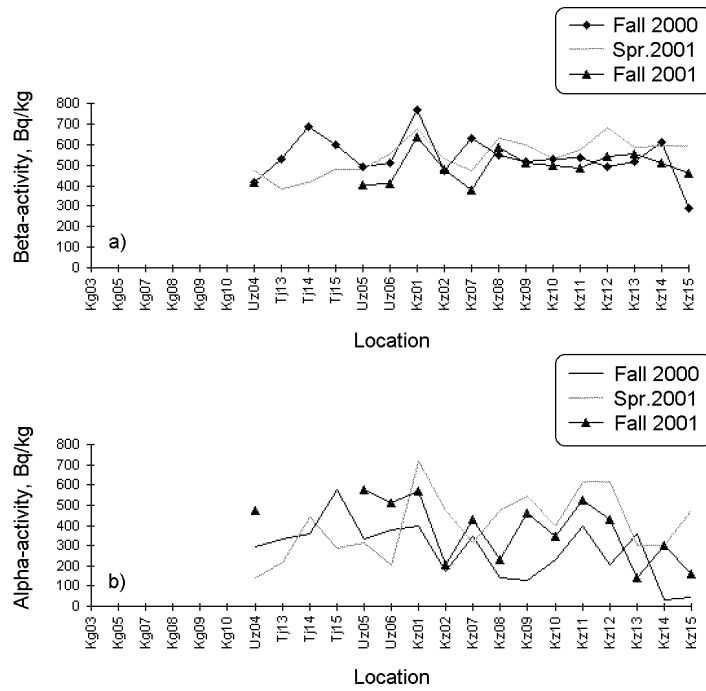 Fall 2000
Spr.2001
Fall 2001
Beta-activity, Bq/kg
800
700
600
500
400
300
200
100
0
a)
Kg03 Kg05 Kg07 Kg08 Kg09 Kg10 Uz04 Tj13 Tj14 Tj15 Uz05 Uz06 Kz01 Kz02 Kz07 Kz08 Kz09 Kz10 Kz11 Kz12 Kz13 Kz14 Kz15
Location
Fall 2000
Spr.2001
Fall 2001
Alpha-activity, Bq/kg
800
700
600
500
400
300
200
100
0
b)
Kg03 Kg05 Kg07 Kg08 Kg09 Kg10 Uz04 Tj13 Tj14 Tj15 Uz05 Uz06 Kz01 Kz02 Kz07 Kz08 Kz09 Kz10 Kz11 Kz12 Kz13 Kz14 Kz15
Location